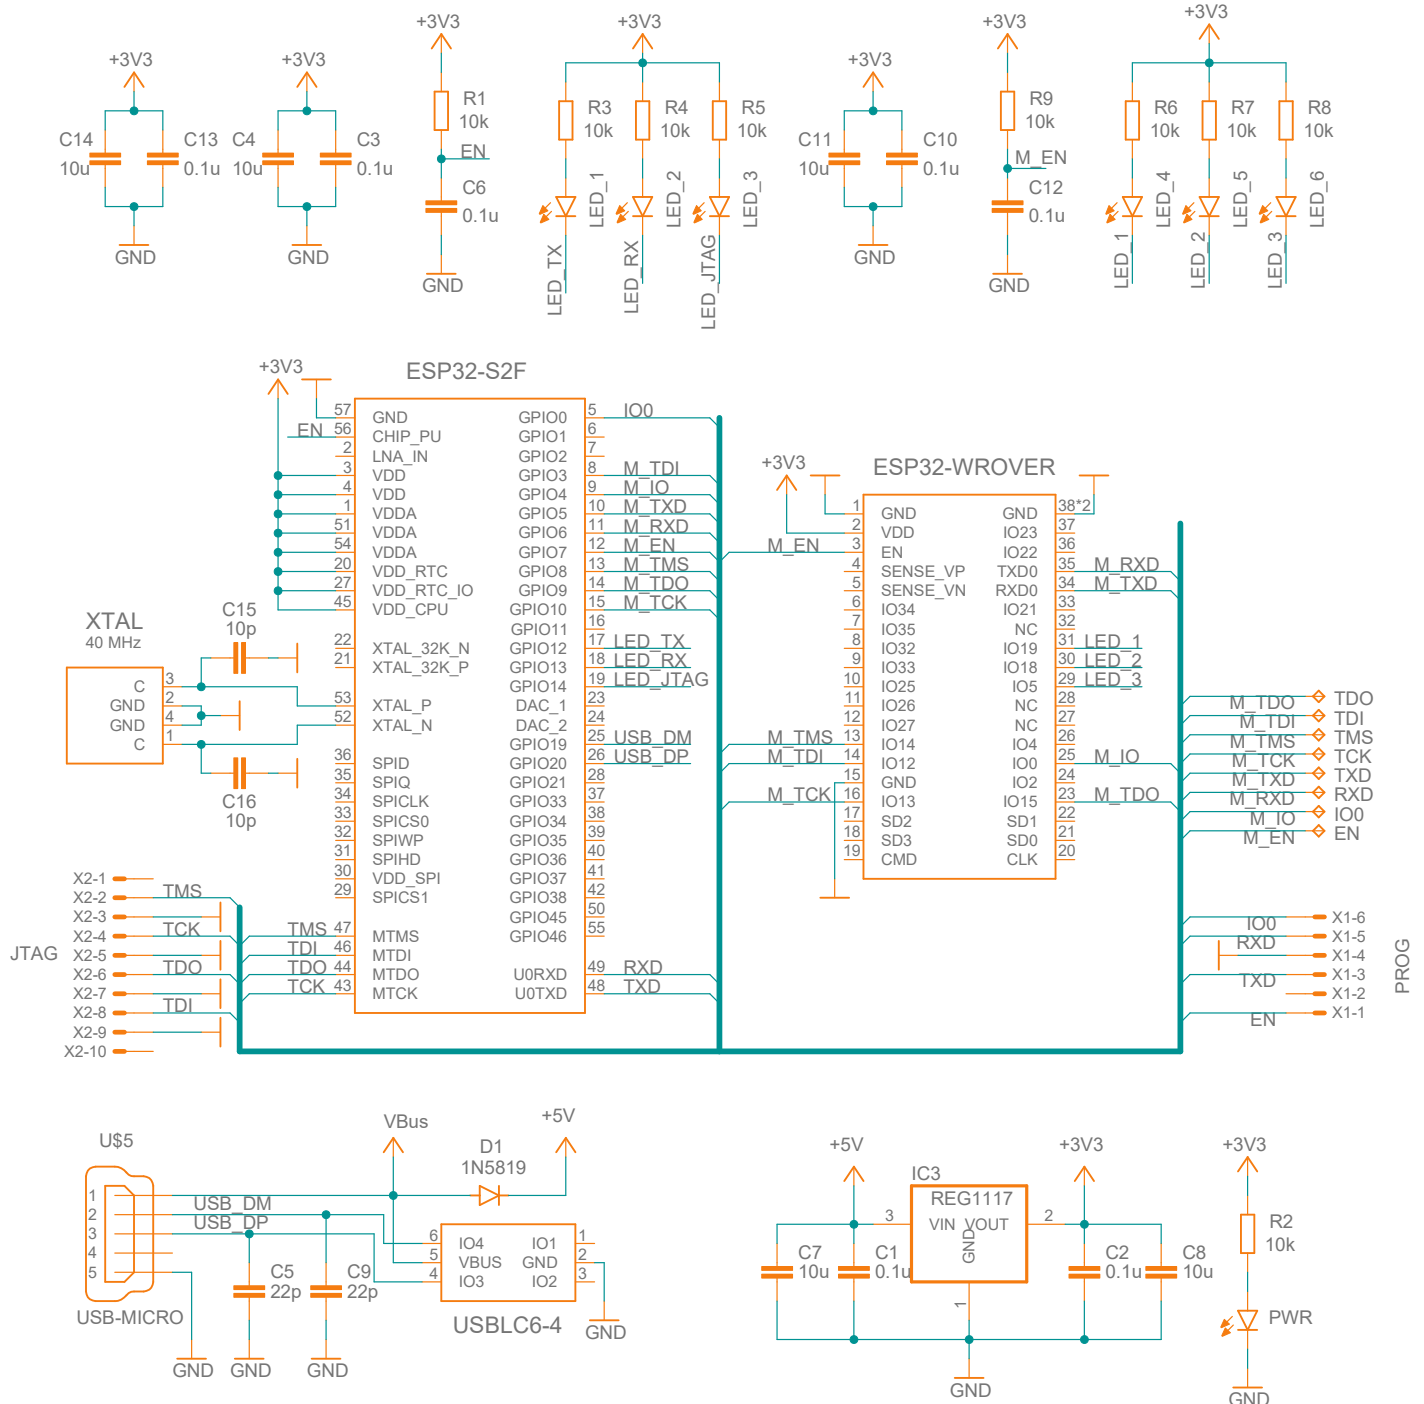 +3V3
+3V3
+3V3
+3V3
+3V3
+3V3
C14
10u
C13
0.1u
GND
C4
10u
C3
0.1u
GND
R1
10k
EN
C6
0.1u
GND
R3
10k
R4
10k
R5
10k
LED_1
LED_2
LED_3
LED_TX
LED_RX
LED_JTAG
C11
10u
C10
0.1u
GND
+3V3
R9
10k
M_EN
C12
0.1u
GND
R6
10k
R7
10k
R8
10k
LED_4
LED_5
LED_6
LED_1
LED_2
LED_3
+3V3
ESP32-S2F
EN
57 GND
56 CHIP_PU
2 LNA_IN
3 VDD
4 VDD
1 VDDA
51 VDDA
54 VDDA
20 VDD_RTC
27 VDD_RTC_IO
45 VDD_CPU
22 XTAL_32K_N
21 XTAL_32K_P
53 XTAL_P
52 XTAL_N
36 SPID
35 SPIQ
34 SPICLK
33 SPICS0
32 SPIWP
31 SPIHD
30 VDD_SPI
29 SPICS1
TMS 47 MTMS
TDI 46 MTDI
TDO 44 MTDO
TCK 43 MTCK
GPIO0 5 IO0
GPIO1 6
GPIO2 7
GPIO3 8 M_TDI
GPIO4 9 M_IO
GPIO5 10 M_TXD
GPIO6 11 M_RXD
GPIO7 12 M_EN
GPIO8 13 M_TMS
GPIO9 14 M_TDO
GPIO10 15 M_TCK
GPIO11 16
GPIO12 17 LED_TX
GPIO13 18 LED_RX
GPIO14 19 LED_JTAG
DAC_1 23
DAC_2 24
GPIO19 25 USB_DM
GPIO20 26 USB_DP
GPIO21 28
GPIO33 37
GPIO34 38
GPIO35 39
GPIO36 40
GPIO37 41
GPIO38 42
GPIO45 50
GPIO46 55
U0RXD 49 RXD
U0TXD 48 TXD
XTAL
40 MHz
C 3
GND 2
GND 4
C 1
C15
10p
C16
10p
JTAG
X2-1
X2-2 TMS
X2-3
X2-4 TCK
X2-5
X2-6 TDO
X2-7
X2-8 TDI
X2-9
X2-10
+3V3
ESP32-WROVER
1 GND
2 VDD
M_EN 3 EN
4 SENSE_VP
5 SENSE_VN
6 IO34
7 IO35
8 IO32
9 IO33
10 IO25
11 IO26
12 IO27
M_TMS 13 IO14
M_TDI 14 IO12
15 GND
M_TCK 16 IO13
17 SD2
18 SD3
19 CMD
GND 38*2
IO23 37
IO22 36
TXD0 35 M_RXD
RXD0 34 M_TXD
IO21 33
NC 32
IO19 31 LED_1
IO18 30 LED_2
IO5 29 LED_3
NC 28
NC 27
IO4 26
IO0 25 M_IO
IO2 24
IO15 23 M_TDO
SD1 22
SD0 21
CLK 20
M_TDO TDO
M_TDI TDI
M_TMS TMS
M_TCK TCK
M_TXD TXD
M_RXD RXD
M_IO IO0
M_EN EN
IO0 X1-6
RXD X1-5
X1-4
TXD X1-3
X1-2
EN X1-1
PROG
U$5
1
2 USB_DM
3 USB_DP
4
5
USB-MICRO
GND
VBus
D1
1N5819
+5V
C5
22p
GND
C9
22p
GND
6 IO4
5 VBUS
4 IO3
IO1 1
GND 2
IO2 3
USBLC6-4
GND
+5V
IC3
REG1117
3 VIN VOUT 2
GND
1
+3V3
C7
10u
C1
0.1u
C2
0.1u
C8
10u
GND
+3V3
R2
10k
PWR
GND